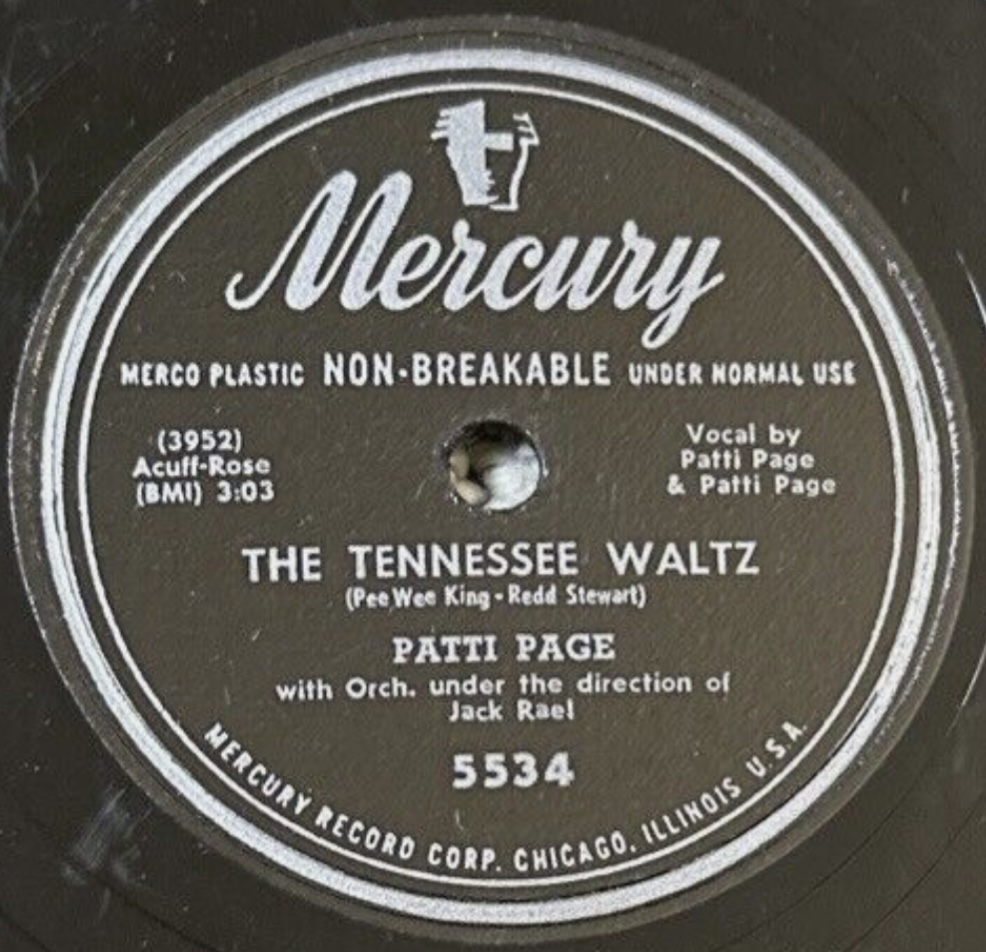 Mercury
MERCO PLASTIC NON-BREAKABLE UNDER NORMAL USE
(3952)
Acuff-Rose
(BMI) 3:03
Vocal by
Patti Page
& Patti Page
THE TENNESSEE WALTZ
(Pee Wee King - Redd Stewart)
PATTI PAGE
with Orch. under the direction of
Jack Rael
5534
MERCURY RECORD CORP. CHICAGO, ILLINOIS U.S.A.